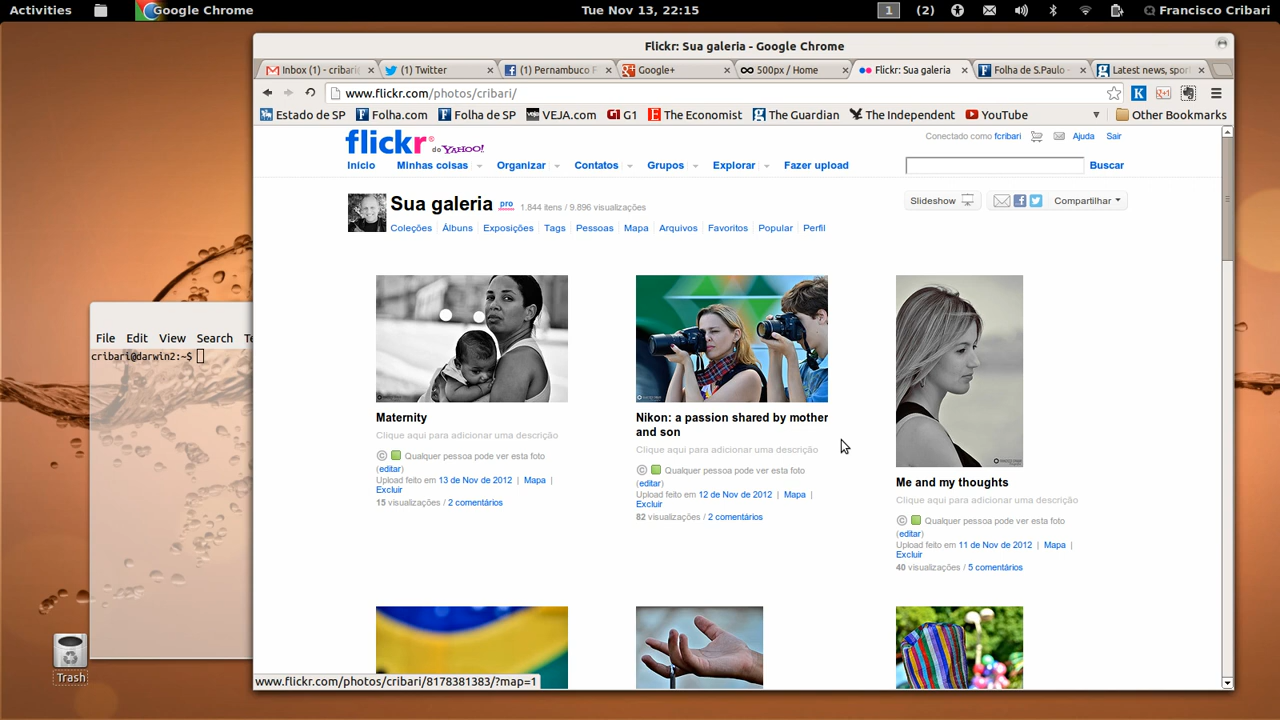 Activities Google Chrome Tue Nov 13, 22:15 1 (2) Francisco Cribari
Flickr: Sua galeria - Google Chrome
Inbox (1) - cribari@ (1) Twitter (1) Pernambuco F Google+ 500px / Home Flickr: Sua galeria Folha de S.Paulo - Latest news, spor
www.flickr.com/photos/cribari/
Estado de SP Folha.com Folha de SP VEJA.com G1 The Economist The Guardian The Independent YouTube Other Bookmarks
flickr do YAHOO! Conectado como fcribari Ajuda Sair
Início Minhas coisas Organizar Contatos Grupos Explorar Fazer upload Buscar
Sua galeria pro 1.844 itens / 9.896 visualizações Slideshow Compartilhar
Coleções Álbuns Exposições Tags Pessoas Mapa Arquivos Favoritos Popular Perfil
File Edit View Search Te
cribari@darwin2:~$
Maternity
Clique aqui para adicionar uma descrição
© Qualquer pessoa pode ver esta foto
(editar)
Upload feito em 13 de Nov de 2012 | Mapa |
Excluir
15 visualizações / 2 comentários
Nikon: a passion shared by mother
and son
Clique aqui para adicionar uma descrição
© Qualquer pessoa pode ver esta foto
(editar)
Upload feito em 12 de Nov de 2012 | Mapa |
Excluir
82 visualizações / 2 comentários
Me and my thoughts
Clique aqui para adicionar uma descrição
© Qualquer pessoa pode ver esta foto
(editar)
Upload feito em 11 de Nov de 2012 | Mapa |
Excluir
40 visualizações / 5 comentários
Trash
www.flickr.com/photos/cribari/8178381383/?map=1